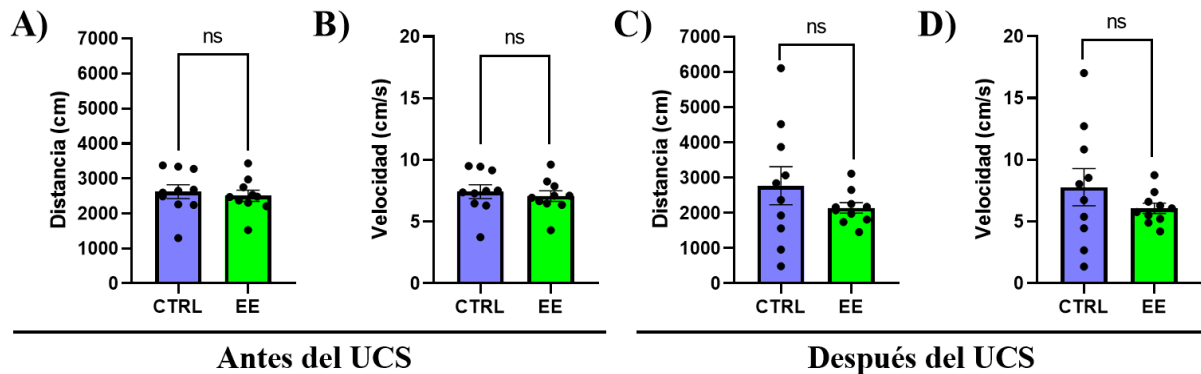 A)
ns
Distancia (cm)
7000
6000
5000
4000
3000
2000
1000
0
CTRL EE
B)
ns
Velocidad (cm/s)
20
15
10
5
0
CTRL EE
Antes del UCS
C)
ns
Distancia (cm)
7000
6000
5000
4000
3000
2000
1000
0
CTRL EE
D)
ns
Velocidad (cm/s)
20
15
10
5
0
CTRL EE
Después del UCS